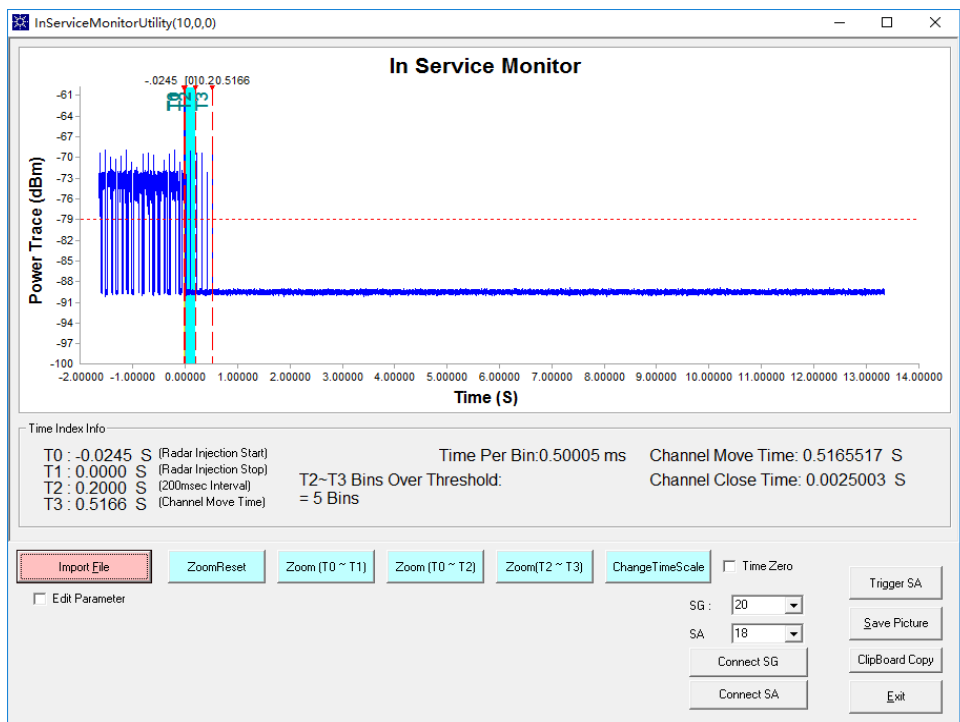 InServiceMonitorUtility(10,0,0)
In Service Monitor
-.0245 [0]0.20.5166
T0 T2 T3
-61
-64
-67
-70
-73
-76
-79
-82
-85
-88
-91
-94
-97
-100
Power Trace (dBm)
-2.00000 -1.00000 0.00000 1.00000 2.00000 3.00000 4.00000 5.00000 6.00000 7.00000 8.00000 9.00000 10.00000 11.00000 12.00000 13.00000 14.00000
Time (S)
Time Index Info
T0 : -0.0245 S (Radar Injection Start)
T1 : 0.0000 S (Radar Injection Stop)
T2 : 0.2000 S (200msec Interval)
T3 : 0.5166 S (Channel Move Time)
Time Per Bin:0.50005 ms
T2~T3 Bins Over Threshold:
= 5 Bins
Channel Move Time: 0.5165517 S
Channel Close Time: 0.0025003 S
Import File
ZoomReset
Zoom (T0 ~ T1)
Zoom (T0 ~ T2)
Zoom(T2 ~ T3)
ChangeTimeScale
Time Zero
Trigger SA
Edit Parameter
SG : 20
Save Picture
SA 18
Connect SG
ClipBoard Copy
Connect SA
Exit